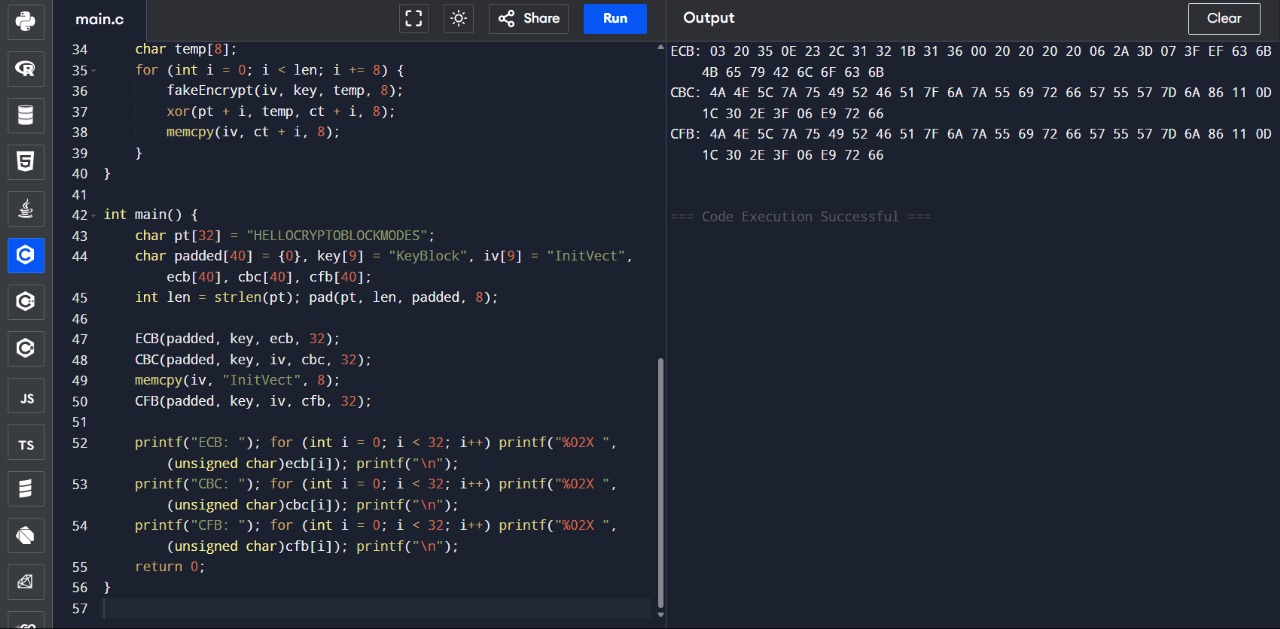 main.c
Share
Run
Output
Clear
34 char temp[8];
35 for (int i = 0; i < len; i += 8) {
36 fakeEncrypt(iv, key, temp, 8);
37 xor(pt + i, temp, ct + i, 8);
38 memcpy(iv, ct + i, 8);
39 }
40 }
41
42 int main() {
43 char pt[32] = "HELLOCRYPTOBLOCKMODES";
44 char padded[40] = {0}, key[9] = "KeyBlock", iv[9] = "InitVect",
ecb[40], cbc[40], cfb[40];
45 int len = strlen(pt); pad(pt, len, padded, 8);
46
47 ECB(padded, key, ecb, 32);
48 CBC(padded, key, iv, cbc, 32);
49 memcpy(iv, "InitVect", 8);
50 CFB(padded, key, iv, cfb, 32);
51
52 printf("ECB: "); for (int i = 0; i < 32; i++) printf("%02X ",
(unsigned char)ecb[i]); printf("\n");
53 printf("CBC: "); for (int i = 0; i < 32; i++) printf("%02X ",
(unsigned char)cbc[i]); printf("\n");
54 printf("CFB: "); for (int i = 0; i < 32; i++) printf("%02X ",
(unsigned char)cfb[i]); printf("\n");
55 return 0;
56 }
57
ECB: 03 20 35 0E 23 2C 31 32 1B 31 36 00 20 20 20 20 06 2A 3D 07 3F EF 63 6B
4B 65 79 42 6C 6F 63 6B
CBC: 4A 4E 5C 7A 75 49 52 46 51 7F 6A 7A 55 69 72 66 57 55 57 7D 6A 86 11 0D
1C 30 2E 3F 06 E9 72 66
CFB: 4A 4E 5C 7A 75 49 52 46 51 7F 6A 7A 55 69 72 66 57 55 57 7D 6A 86 11 0D
1C 30 2E 3F 06 E9 72 66
=== Code Execution Successful ===
R
5
C
C
JS
TS